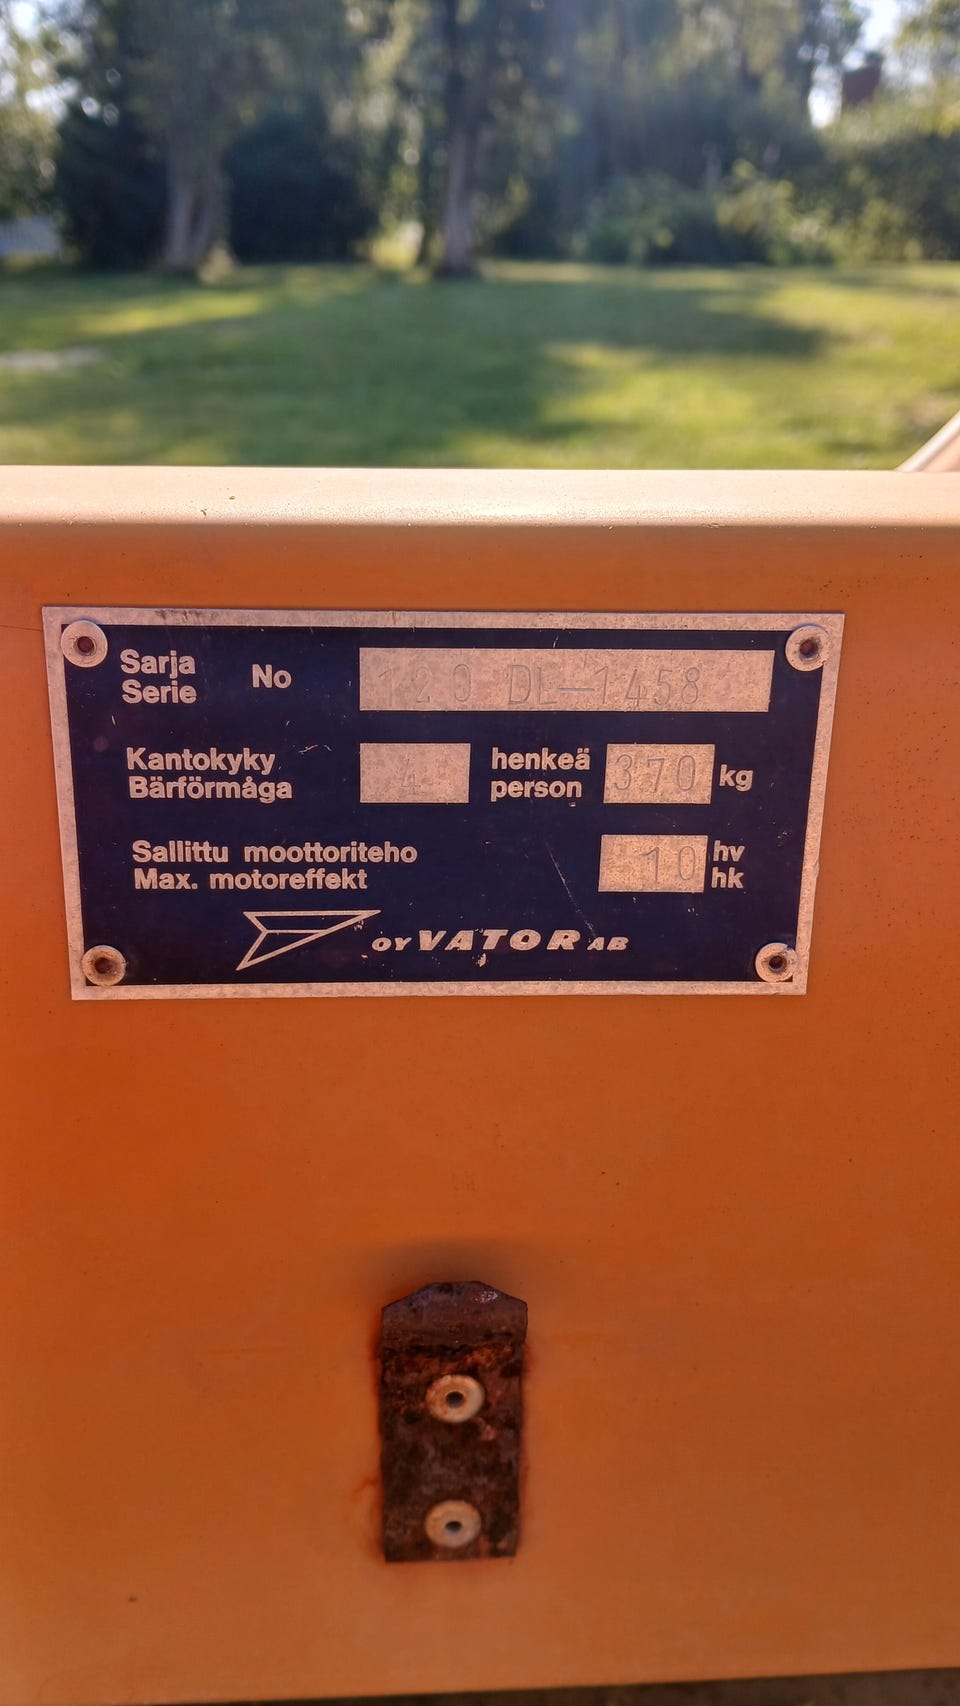 Sarja
Serie No 120 DL-1458
Kantokyky 4 henkeä 370 kg
Bärförmåga person
Sallittu moottoriteho 10 hv
Max. motoreffekt hk
OY VATOR AB